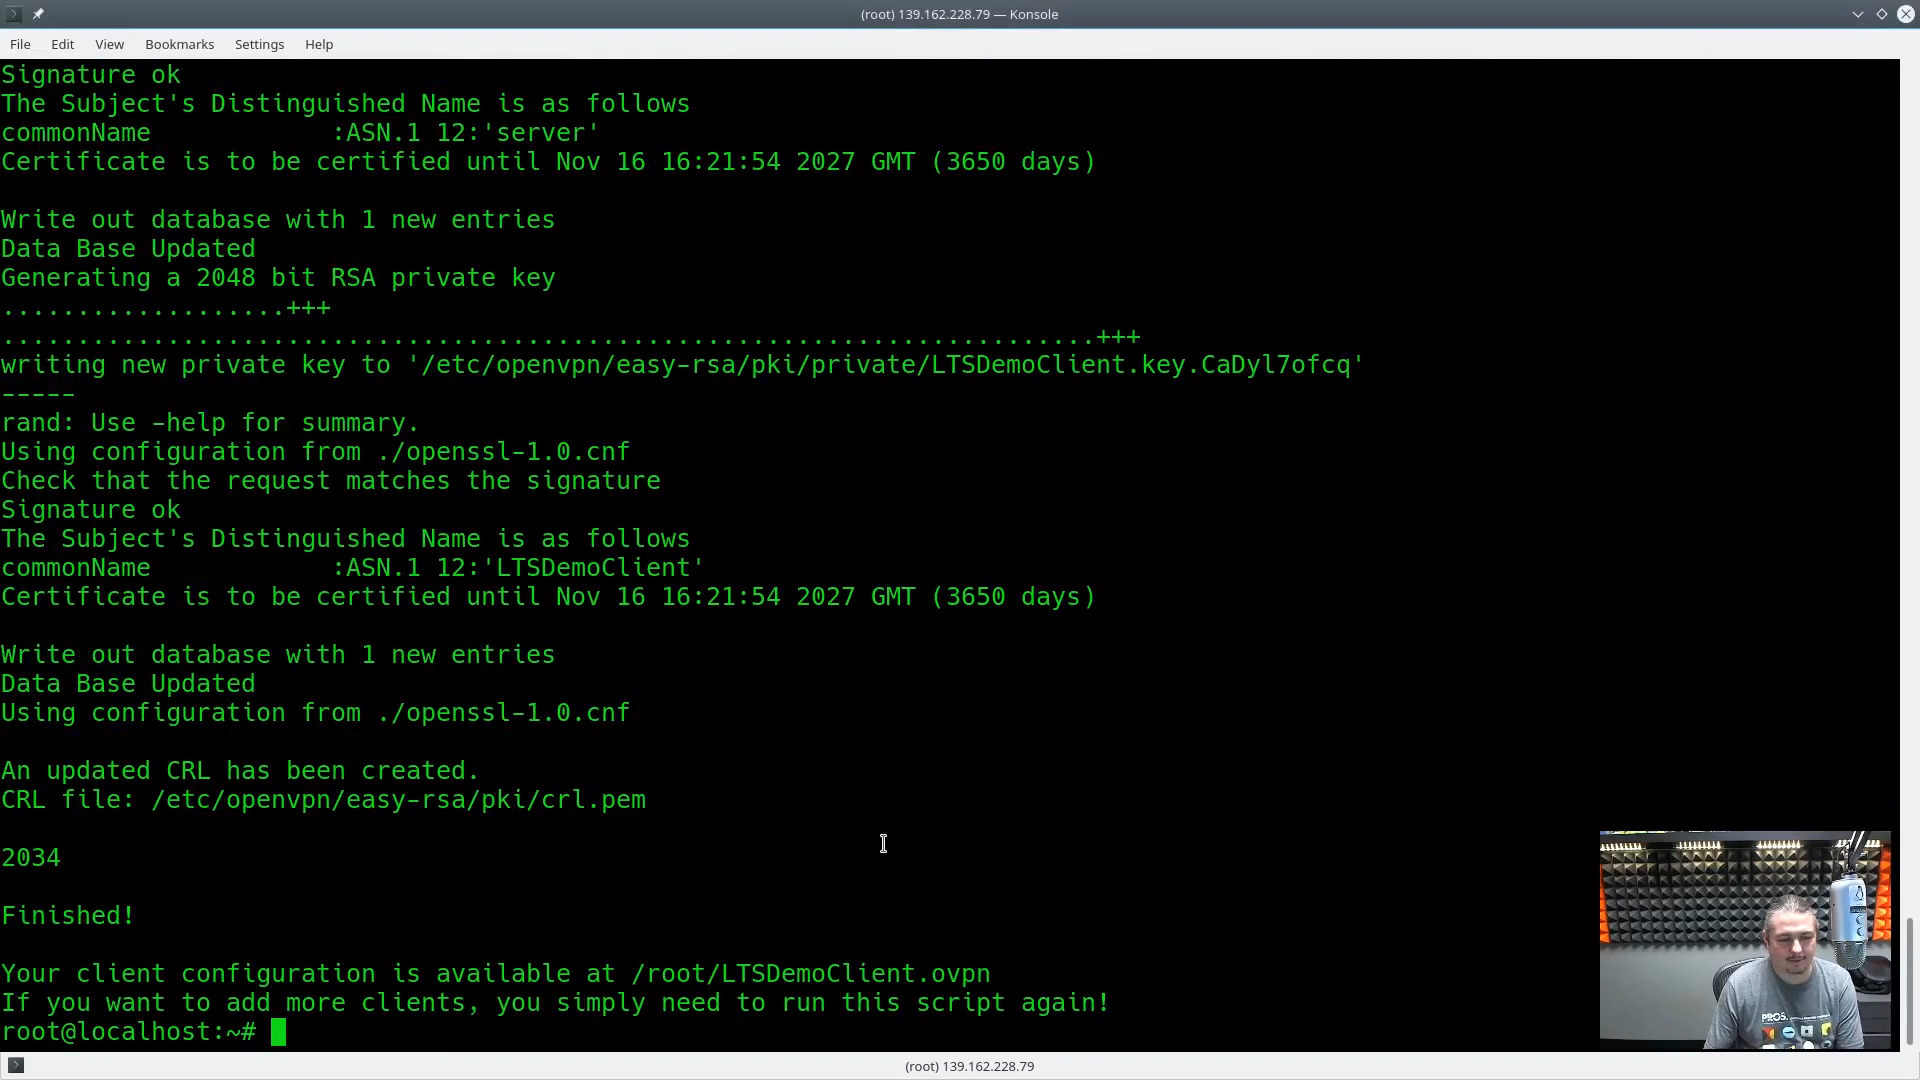 (root) 139.162.228.79 — Konsole
File Edit View Bookmarks Settings Help
Signature ok
The Subject's Distinguished Name is as follows
commonName            :ASN.1 12:'server'
Certificate is to be certified until Nov 16 16:21:54 2027 GMT (3650 days)
Write out database with 1 new entries
Data Base Updated
Generating a 2048 bit RSA private key
...................+++
.........................................................................+++
writing new private key to '/etc/openvpn/easy-rsa/pki/private/LTSDemoClient.key.CaDyl7ofcq'
-----
rand: Use -help for summary.
Using configuration from ./openssl-1.0.cnf
Check that the request matches the signature
Signature ok
The Subject's Distinguished Name is as follows
commonName            :ASN.1 12:'LTSDemoClient'
Certificate is to be certified until Nov 16 16:21:54 2027 GMT (3650 days)
Write out database with 1 new entries
Data Base Updated
Using configuration from ./openssl-1.0.cnf
An updated CRL has been created.
CRL file: /etc/openvpn/easy-rsa/pki/crl.pem
2034
Finished!
Your client configuration is available at /root/LTSDemoClient.ovpn
If you want to add more clients, you simply need to run this script again!
root@localhost:~#
PROS.
(root) 139.162.228.79